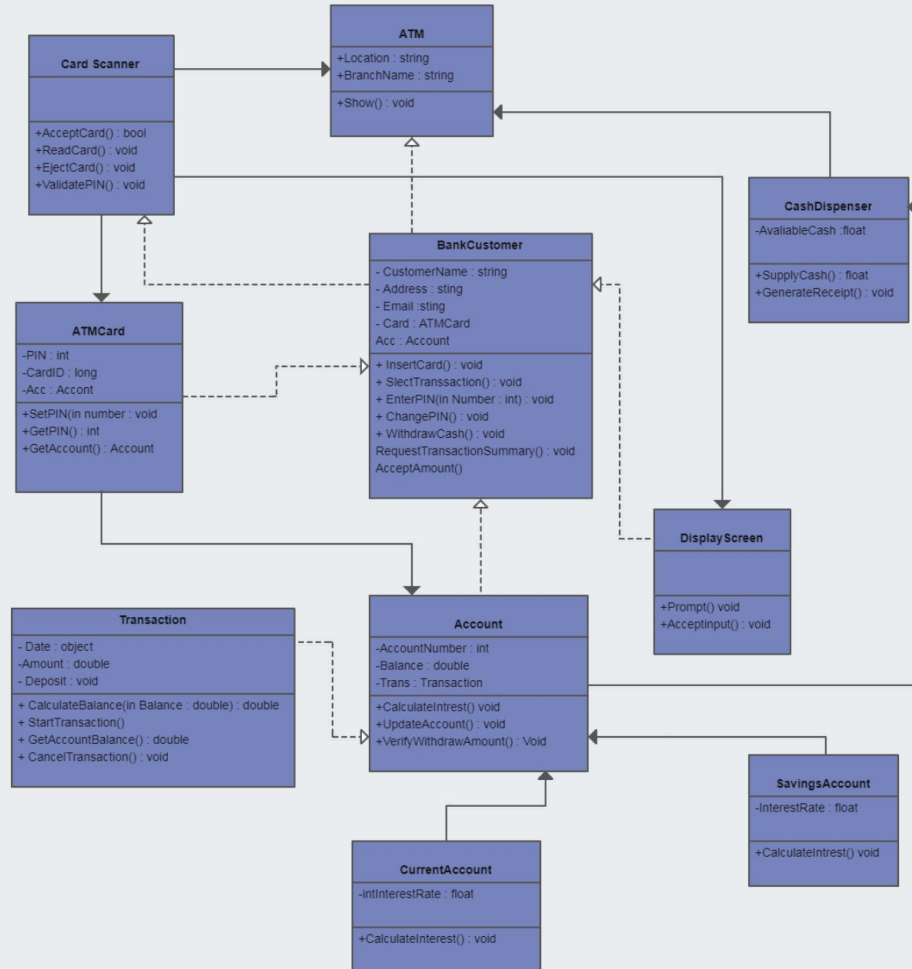 ATM
+Location : string
+BranchName : string
+Show() : void
Card Scanner
+AcceptCard() : bool
+ReadCard() : void
+EjectCard() : void
+ValidatePIN() : void
CashDispenser
-AvaliableCash :float
+SupplyCash() : float
+GenerateReceipt() : void
BankCustomer
- CustomerName : string
- Address : sting
- Email :sting
- Card : ATMCard
Acc : Account
+ InsertCard() : void
+ SlectTranssaction() : void
+ EnterPIN(in Number : int) : void
+ ChangePIN() : void
+ WithdrawCash() : void
RequestTransactionSummary() : void
AcceptAmount()
ATMCard
-PIN : int
-CardID : long
-Acc : Accont
+SetPIN(in number : void
+GetPIN() : int
+GetAccount() : Account
DisplayScreen
+Prompt() void
+Acceptinput() : void
Transaction
- Date : object
-Amount : double
- Deposit : void
+ CalculateBalance(in Balance : double) : double
+ StartTransaction()
+ GetAccountBalance() : double
+ CancelTransaction() : void
Account
-AccountNumber : int
-Balance : double
-Trans : Transaction
+CalculateIntrest() void
+UpdateAccount() : void
+VerifyWithdrawAmount() : Void
SavingsAccount
-InterestRate : float
+CalculateIntrest() void
CurrentAccount
-intInterestRate : float
+CalculateInterest() : void